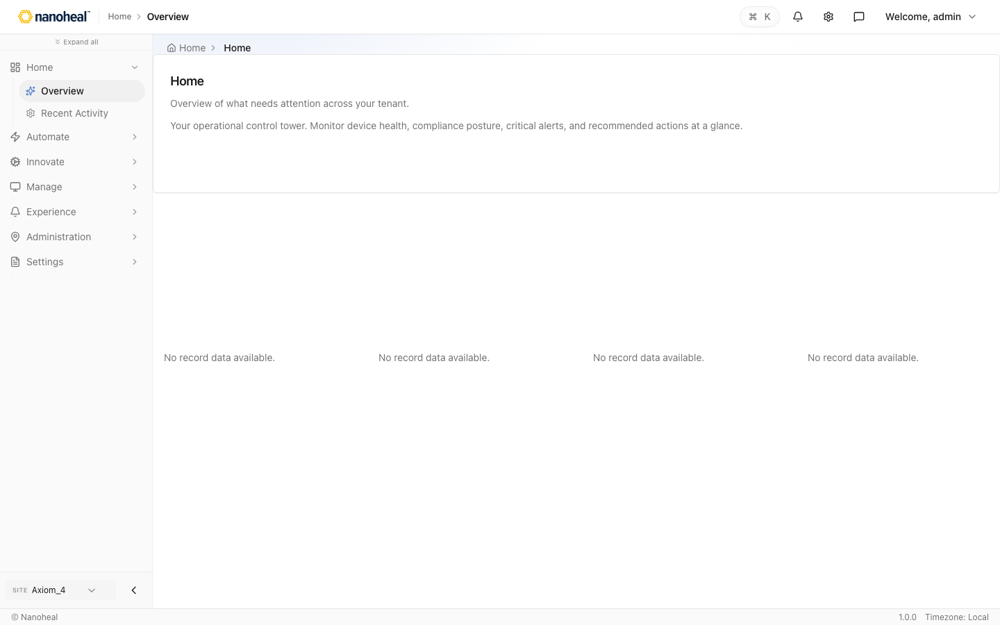 nanoheal™
Home > Overview
⌘ K
Welcome, admin
Expand all
Home
Overview
Recent Activity
Automate
Innovate
Manage
Experience
Administration
Settings
SITE Axiom_4
Home > Home
Home
Overview of what needs attention across your tenant.
Your operational control tower. Monitor device health, compliance posture, critical alerts, and recommended actions at a glance.
No record data available. No record data available. No record data available. No record data available.
© Nanoheal
1.0.0 Timezone: Local